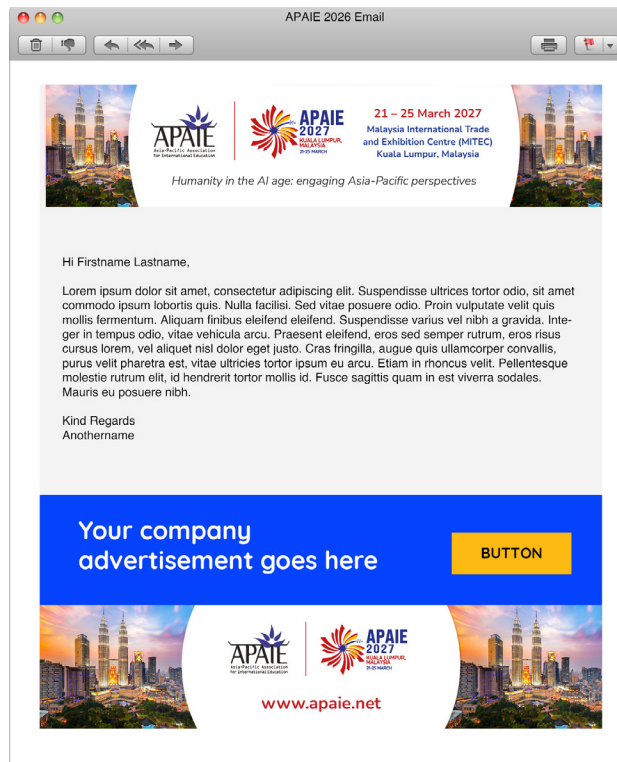 APAIE 2026 Email
APAIE
Asia-Pacific Association
for International Education
APAIE
2027
KUALA LUMPUR,
MALAYSIA
21-25 MARCH
21 – 25 March 2027
Malaysia International Trade
and Exhibition Centre (MITEC)
Kuala Lumpur, Malaysia
Humanity in the AI age: engaging Asia-Pacific perspectives
Hi Firstname Lastname,
Lorem ipsum dolor sit amet, consectetur adipiscing elit. Suspendisse ultrices tortor odio, sit amet
commodo ipsum lobortis quis. Nulla facilisi. Sed vitae posuere odio. Proin vulputate velit quis
mollis fermentum. Aliquam finibus eleifend eleifend. Suspendisse varius vel nibh a gravida. Inte-
ger in tempus odio, vitae vehicula arcu. Praesent eleifend, eros sed semper rutrum, eros risus
cursus lorem, vel aliquet nisl dolor eget justo. Cras fringilla, augue quis ullamcorper convallis,
purus velit pharetra est, vitae ultricies tortor ipsum eu arcu. Etiam in rhoncus velit. Pellentesque
molestie rutrum elit, id hendrerit tortor mollis id. Fusce sagittis quam in est viverra sodales.
Mauris eu posuere nibh.
Kind Regards
Anothername
Your company
advertisement goes here
BUTTON
APAIE
Asia-Pacific Association
for International Education
APAIE
2027
KUALA LUMPUR,
MALAYSIA
21-25 MARCH
www.apaie.net